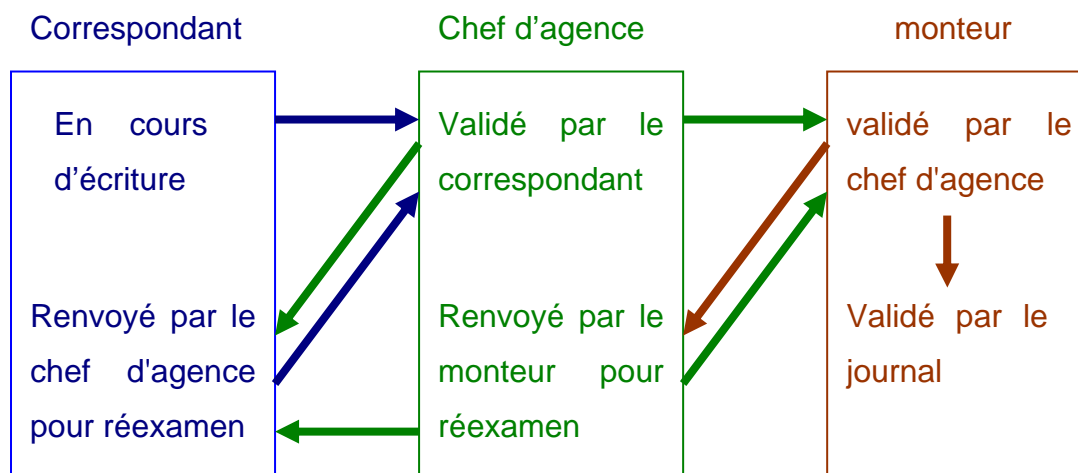 Correspondant
Chef d’agence
monteur
En cours
d’écriture
Validé par le
correspondant
validé par le
chef d'agence
Renvoyé par le
chef d'agence
pour réexamen
Renvoyé par le
monteur pour
réexamen
Validé par le
journal